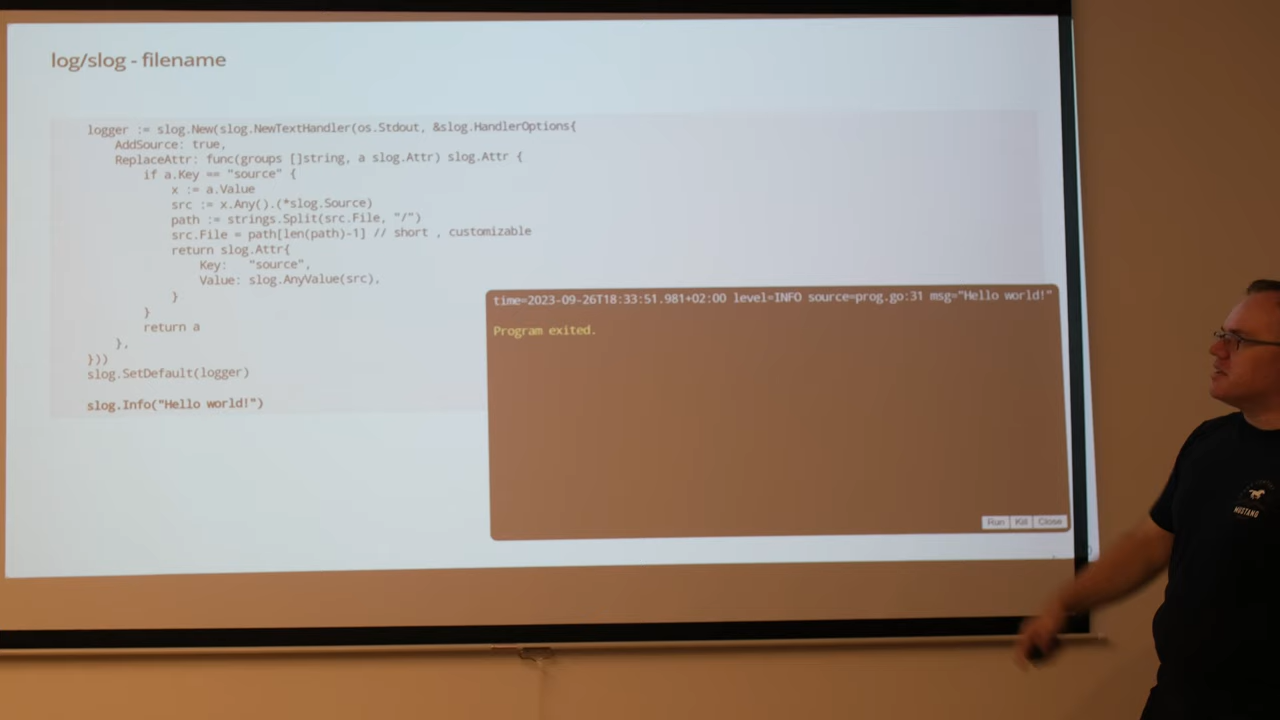 log/slog - filename
logger := slog.New(slog.NewTextHandler(os.Stdout, &slog.HandlerOptions{
AddSource: true,
ReplaceAttr: func(groups []string, a slog.Attr) slog.Attr {
if a.Key == "source" {
x := a.Value
src := x.Any().(*slog.Source)
path := strings.Split(src.File, "/")
src.File = path[len(path)-1] // short , customizable
return slog.Attr{
Key:   "source",
Value: slog.AnyValue(src),
}
}
return a
},
}))
slog.SetDefault(logger)
slog.Info("Hello world!")
time=2023-09-26T18:33:51.981+02:00 level=INFO source=prog.go:31 msg="Hello world!"
Program exited.
Run Kill Close
MUSTANG